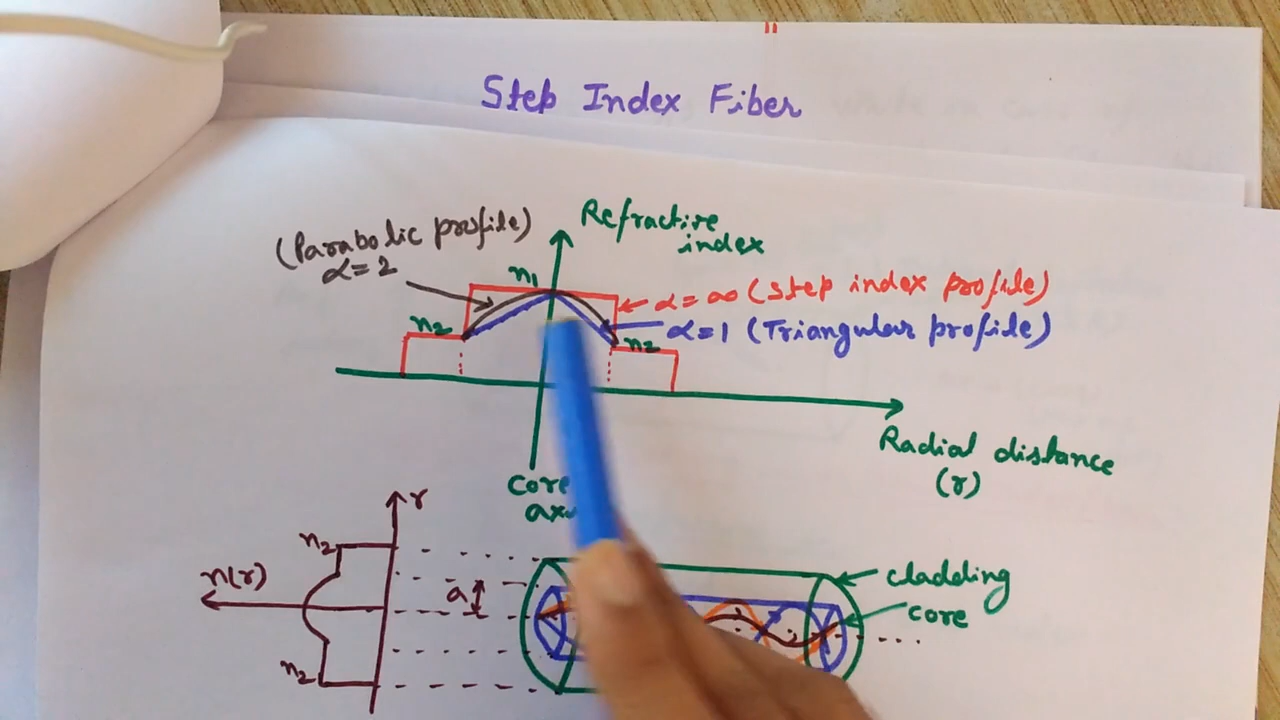 Step Index Fiber
(Parabolic profile)
α=2
Refractive
index
n1
α=∞ (Step index profile)
n2
α=1 (Triangular profile)
n2
Radial distance
(r)
core
r
n2
n(r)
a
cladding
core
n2